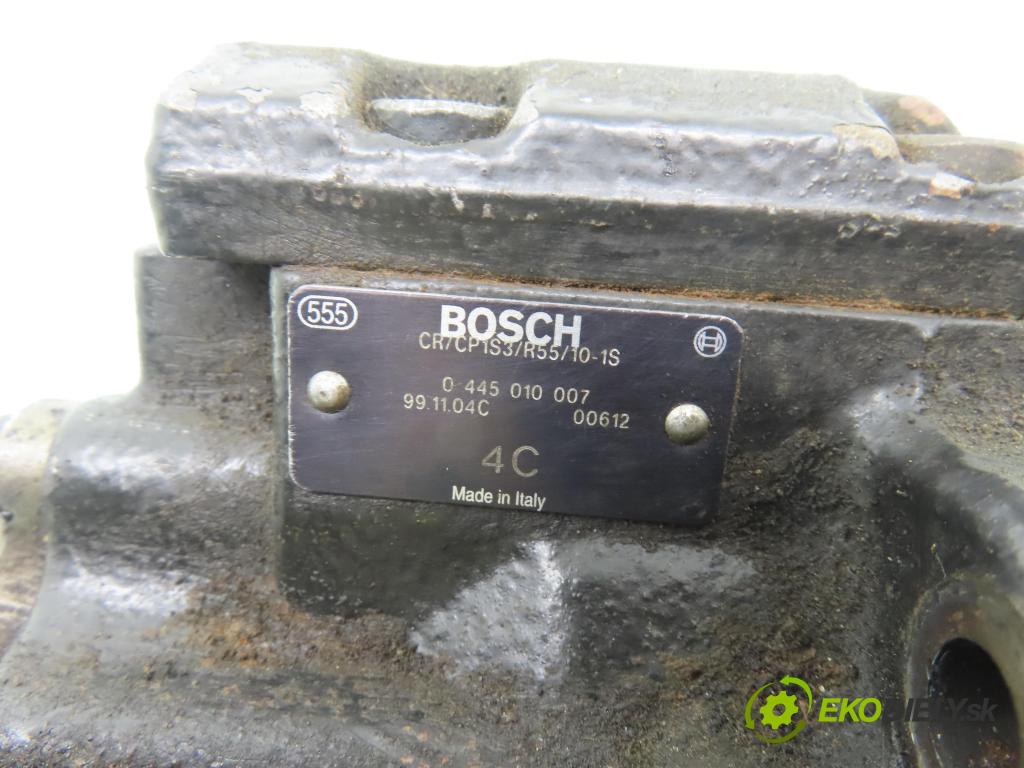 555
BOSCH
CR/CP1S3/R55/10-1S
0 445 010 007
99.11.04C 00612
4C
Made in Italy
EKOBIELY.sk